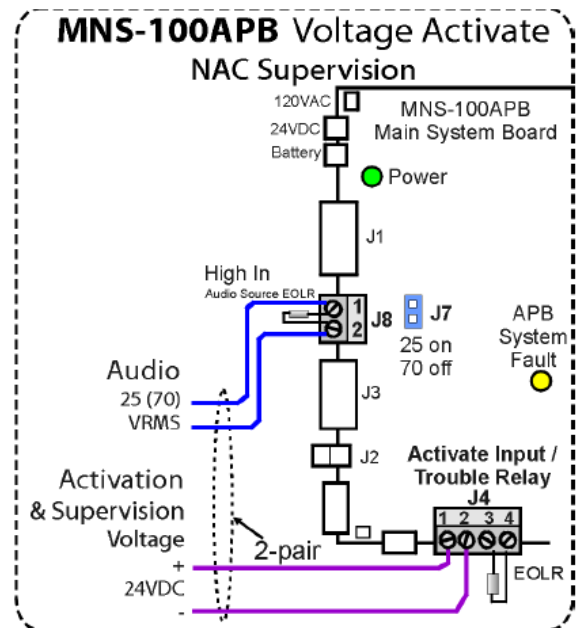 MNS-100APB Voltage Activate
NAC Supervision
120VAC
24VDC
Battery
MNS-100APB
Main System Board
Power
J1
High In
Audio Source EOLR
1
2
J8
J7
25 on
70 off
APB
System
Fault
Audio
25 (70)
VRMS
J3
J2
Activate Input /
Trouble Relay
J4
1 2 3 4
Activation
& Supervision
Voltage
2-pair
+
24VDC
-
EOLR